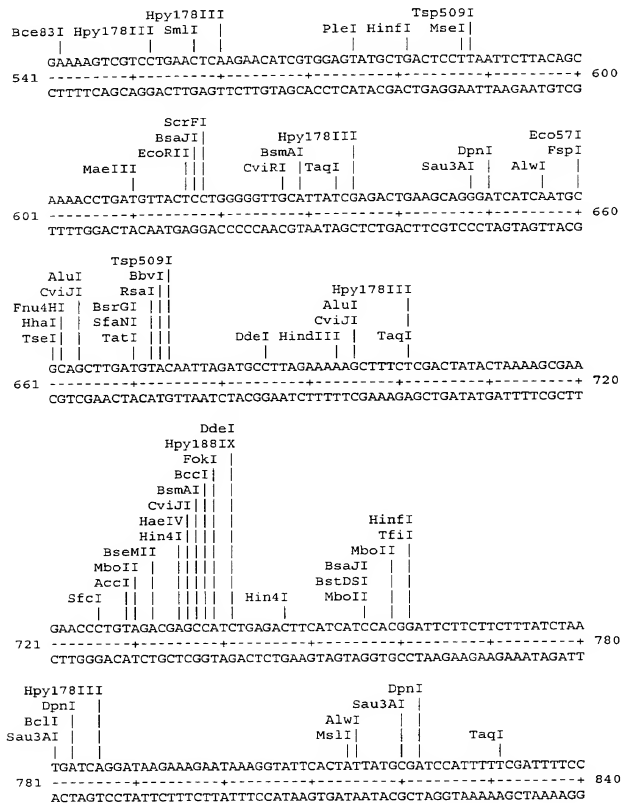 Hpy178III Tsp509I
Bce83I Hpy178III SmlI PleI HinfI MseI
GAAAAGTCGTCCTGAACTCAAGAACATCGTGGAGTATGCTGACTCCTTAATTCTTACAGC
541 ---------+---------+---------+---------+---------+---------+ 600
CTTTTCAGCAGGACTTGAGTTCTTGTAGCACCTCATACGACTGAGGAATTAAGAATGTCG
ScrFI
BsaJI Hpy178III Eco57I
EcoRII BsmAI DpnI FspI
MaeIII CviRI TaqI Sau3AI AlwI
AAAACCTGATGTTACTCCTGGGGGTTGCATTATCGAGACTGAAGCAGGGATCATCAATGC
601 ---------+---------+---------+---------+---------+---------+ 660
TTTTGGACTACAATGAGGACCCCCAACGTAATAGCTCTGACTTCGTCCCTAGTAGTTACG
Tsp509I
AluI BbvI Hpy178III
CviJI RsaI AluI
Fnu4HI BsrGI CviJI
HhaI SfaNI
TseI TatI DdeI HindIII TaqI
GCAGCTTGATGTACAATTAGATGCCTTAGAAAAAGCTTTCTCGACTATACTAAAAGCGAA
661 ---------+---------+---------+---------+---------+---------+ 720
CGTCGAACTACATGTTAATCTACGGAATCTTTTTCGAAAGAGCTGATATGATTTTCGCTT
DdeI
Hpy188IX
FokI
BccI
BsmAI
CviJI
HaeIV HinfI
Hin4I TfiI
BseMII MboII
MboII BsaJI
AccI BstDSI
SfcI Hin4I MboII
GAACCCTGTAGACGAGCCATCTGAGACTTCATCATCCACGGATTCTTCTTCTTTATCTAA
721 ---------+---------+---------+---------+---------+---------+ 780
CTTGGGACATCTGCTCGGTAGACTCTGAAGTAGTAGGTGCCTAAGAAGAAGAAATAGATT
Hpy178III DpnI
DpnI Sau3AI
BclI AlwI
Sau3AI MslI TaqI
TGATCAGGATAAGAAAGAATAAAGGTATTCACTATTATGCGATCCATTTTTCGATTTTCC
781 ---------+---------+---------+---------+---------+---------+ 840
ACTAGTCCTATTCTTTCTTATTTCCATAAGTGATAATACGCTAGGTAAAAAGCTAAAAGG